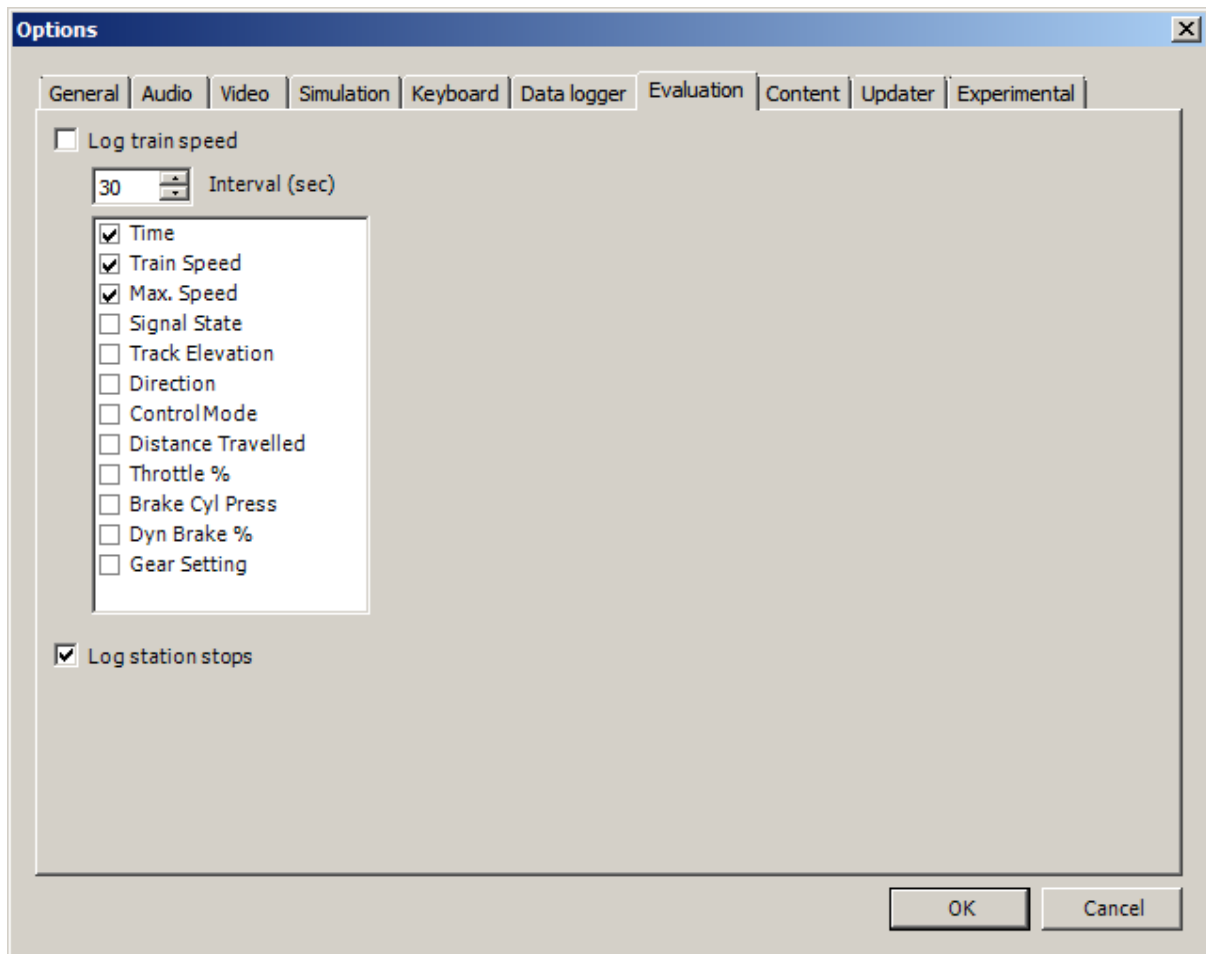 Options
General Audio Video Simulation Keyboard Data logger Evaluation Content Updater Experimental
Log train speed
30 Interval (sec)
Time
Train Speed
Max. Speed
Signal State
Track Elevation
Direction
ControlMode
Distance Travelled
Throttle %
Brake Cyl Press
Dyn Brake %
Gear Setting
Log station stops
OK Cancel